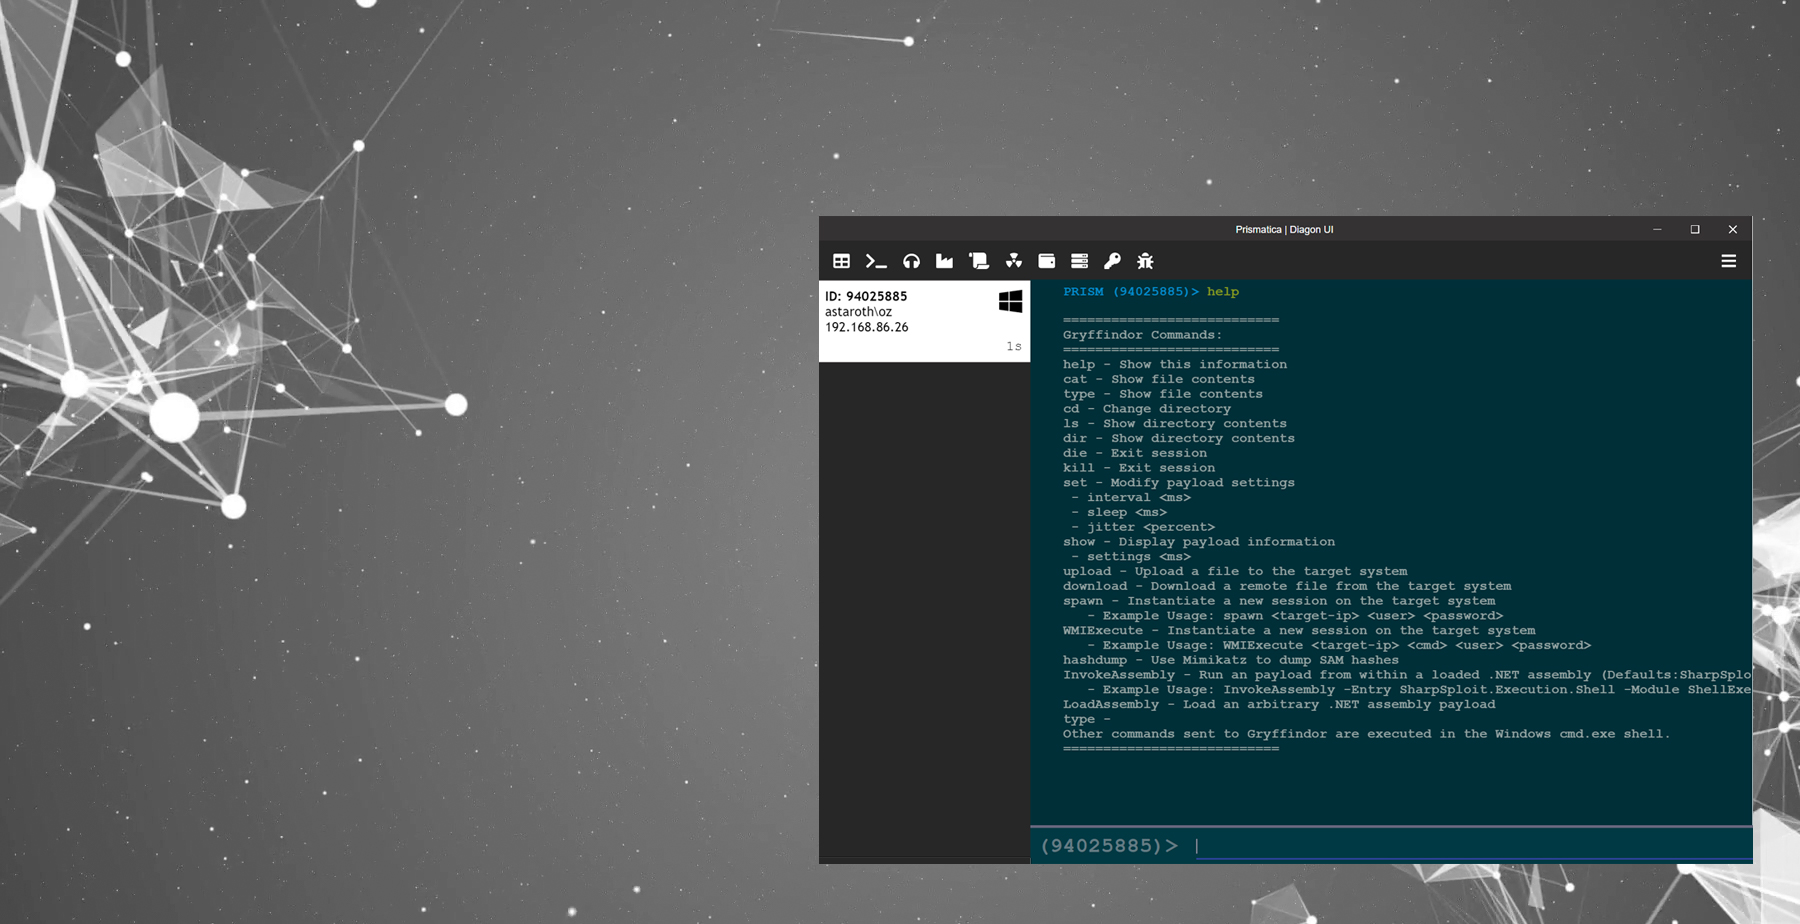 Prismatica | Diagon UI
ID: 94025885
astaroth\oz
192.168.86.26
1s
PRISM (94025885)> help
===========================
Gryffindor Commands:
===========================
help - Show this information
cat - Show file contents
type - Show file contents
cd - Change directory
ls - Show directory contents
dir - Show directory contents
die - Exit session
kill - Exit session
set - Modify payload settings
- interval <ms>
- sleep <ms>
- jitter <percent>
show - Display payload information
- settings <ms>
upload - Upload a file to the target system
download - Download a remote file from the target system
spawn - Instantiate a new session on the target system
- Example Usage: spawn <target-ip> <user> <password>
WMIExecute - Instantiate a new session on the target system
- Example Usage: WMIExecute <target-ip> <cmd> <user> <password>
hashdump - Use Mimikatz to dump SAM hashes
InvokeAssembly - Run an payload from within a loaded .NET assembly (Defaults:SharpSplo
- Example Usage: InvokeAssembly -Entry SharpSploit.Execution.Shell -Module ShellExe
LoadAssembly - Load an arbitrary .NET assembly payload
type -
Other commands sent to Gryffindor are executed in the Windows cmd.exe shell.
===========================
(94025885)>